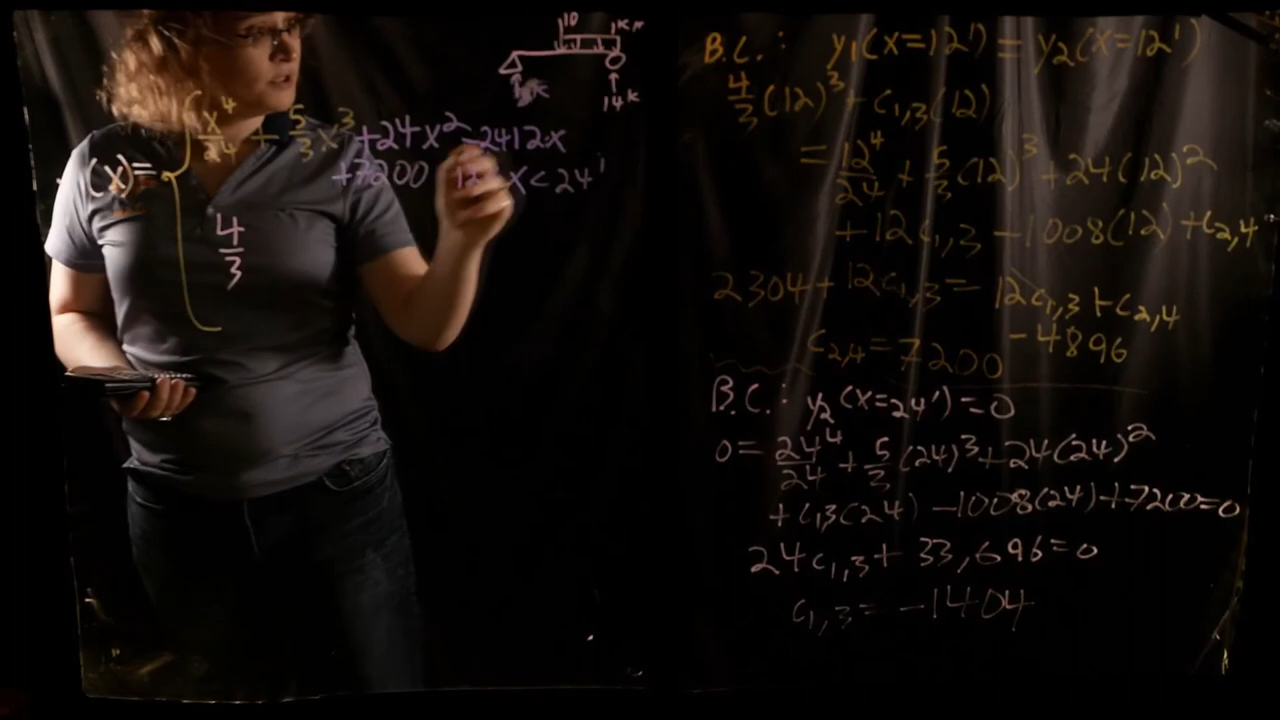 10 1K/
14K
x⁴/24 + 5/3 x³ + 24x² - 2412x
(x) = { +7200 12 x < 24'
4/3
B.C.: y₁(x=12') = y₂(x=12')
4/3 (12)³ + C₁,₃(12)
= 12⁴/24 + 5/3 (12)³ + 24(12)²
+ 12C₁,₃ - 1008(12) + C₂,₄
2304 + 12C₁,₃ = 12C₁,₃ + C₂,₄
- 4896
C₂,₄ = 7200
B.C.: y₂(x=24') = 0
0 = 24⁴/24 + 5/3 (24)³ + 24(24)²
+ C₁,₃(24) - 1008(24) + 7200 = 0
24C₁,₃ + 33,696 = 0
C₁,₃ = -1404